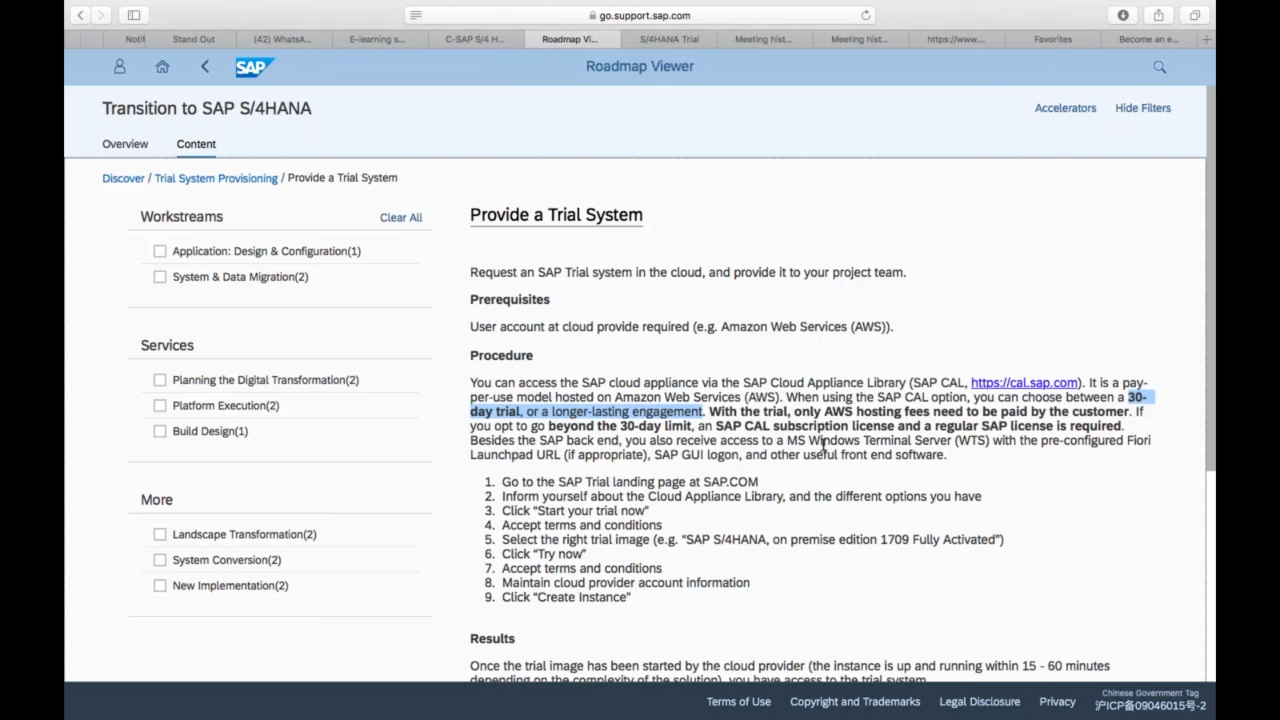 go.support.sap.com
Notif
Stand Out
(42) WhatsA...
E-learning s...
C-SAP S/4 H...
Roadmap Vi...
S/4HANA Trial
Meeting hist...
Meeting hist...
https://www....
Favorites
Become an e...
SAP
Roadmap Viewer
Transition to SAP S/4HANA
Accelerators
Hide Filters
Overview
Content
Discover / Trial System Provisioning / Provide a Trial System
Workstreams
Clear All
Application: Design & Configuration(1)
System & Data Migration(2)
Services
Planning the Digital Transformation(2)
Platform Execution(2)
Build Design(1)
More
Landscape Transformation(2)
System Conversion(2)
New Implementation(2)
Provide a Trial System
Request an SAP Trial system in the cloud, and provide it to your project team.
Prerequisites
User account at cloud provide required (e.g. Amazon Web Services (AWS)).
Procedure
You can access the SAP cloud appliance via the SAP Cloud Appliance Library (SAP CAL, https://cal.sap.com). It is a pay-
per-use model hosted on Amazon Web Services (AWS). When using the SAP CAL option, you can choose between a 30-
day trial, or a longer-lasting engagement. With the trial, only AWS hosting fees need to be paid by the customer. If
you opt to go beyond the 30-day limit, an SAP CAL subscription license and a regular SAP license is required.
Besides the SAP back end, you also receive access to a MS Windows Terminal Server (WTS) with the pre-configured Fiori
Launchpad URL (if appropriate), SAP GUI logon, and other useful front end software.
1. Go to the SAP Trial landing page at SAP.COM
2. Inform yourself about the Cloud Appliance Library, and the different options you have
3. Click “Start your trial now”
4. Accept terms and conditions
5. Select the right trial image (e.g. “SAP S/4HANA, on premise edition 1709 Fully Activated”)
6. Click “Try now”
7. Accept terms and conditions
8. Maintain cloud provider account information
9. Click “Create Instance”
Results
Once the trial image has been started by the cloud provider (the instance is up and running within 15 - 60 minutes
depending on the complexity of the solution), you have access to the trial system.
Terms of Use
Copyright and Trademarks
Legal Disclosure
Privacy
Chinese Government Tag
沪ICP备09046015号-2